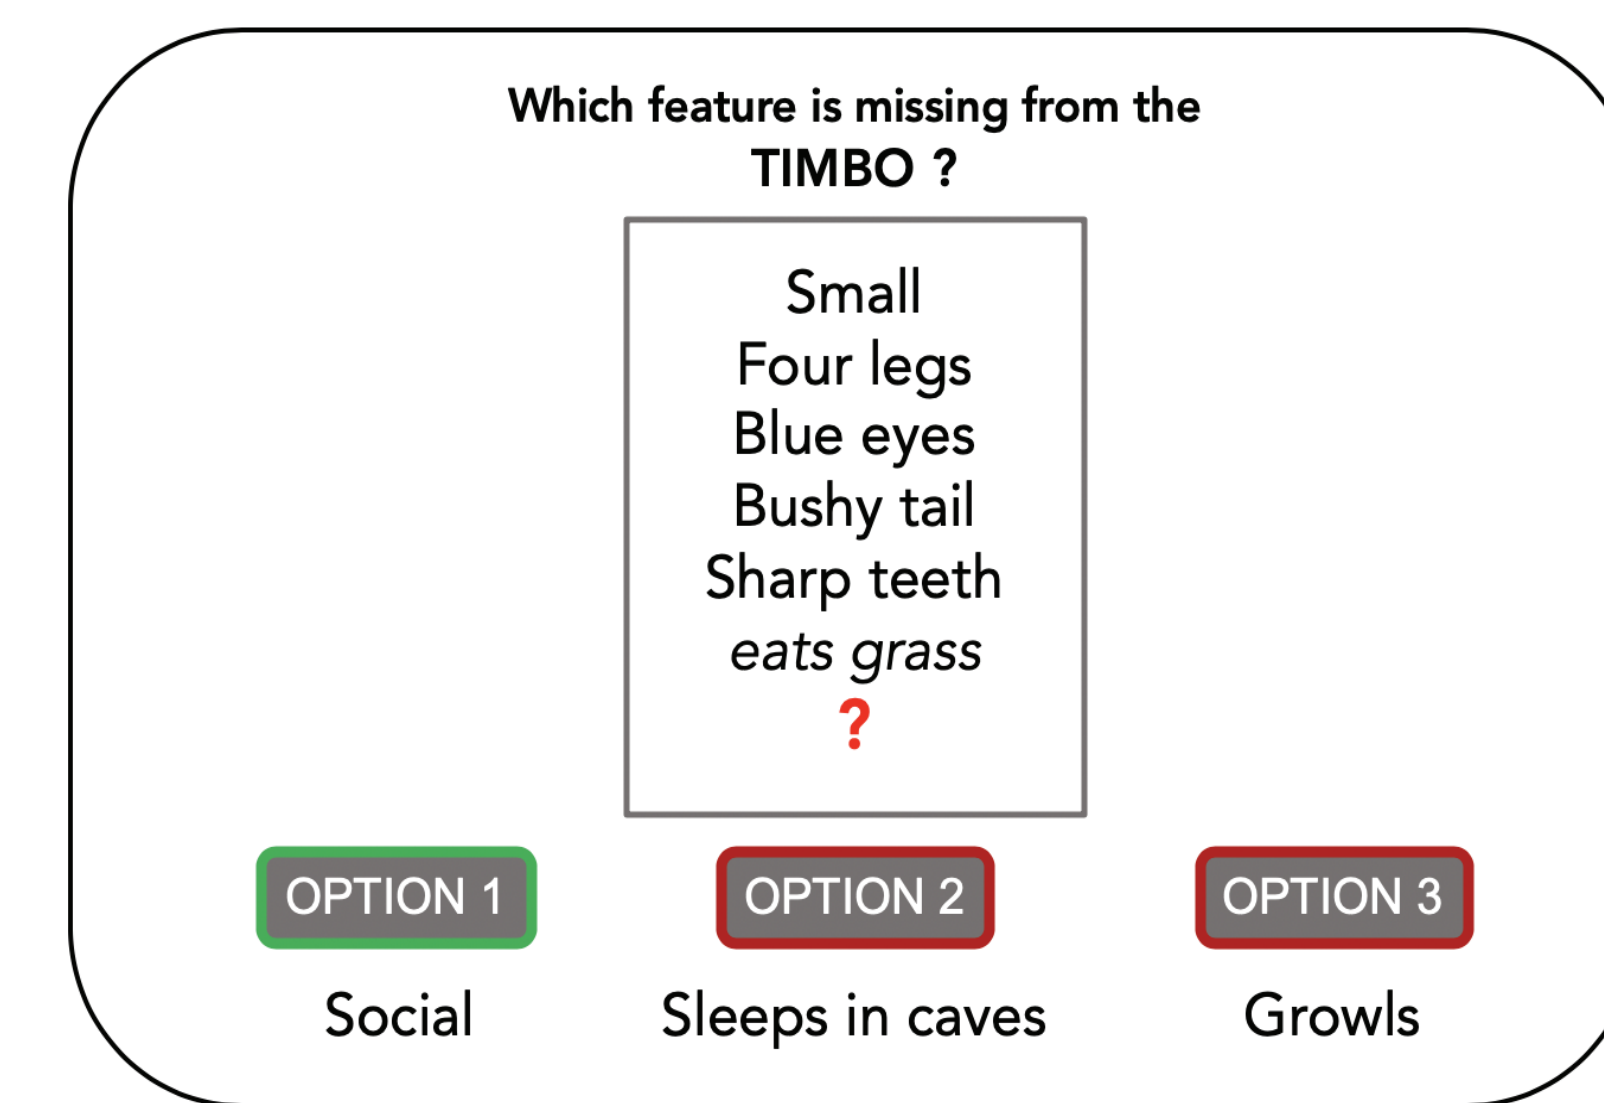 Which feature is missing from the
TIMBO ?
Small
Four legs
Blue eyes
Bushy tail
Sharp teeth
eats grass
?
OPTION 1
OPTION 2
OPTION 3
Social
Sleeps in caves
Growls